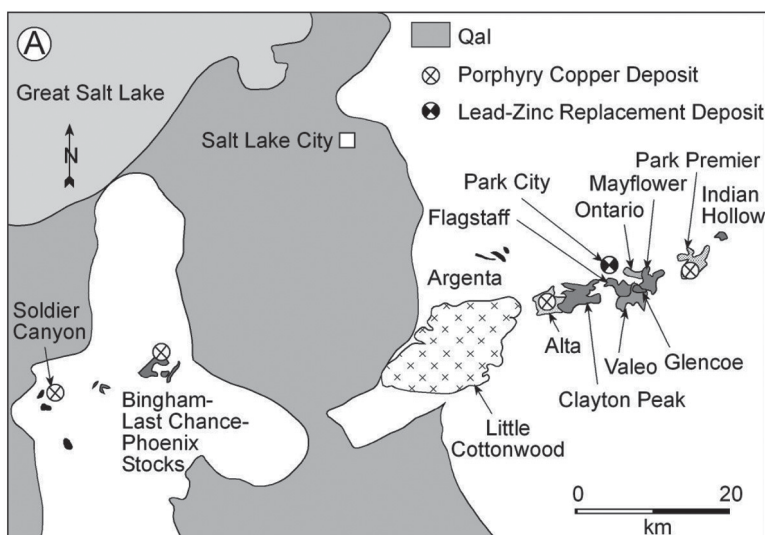 A
Great Salt Lake
N
Qal
Porphyry Copper Deposit
Lead-Zinc Replacement Deposit
Salt Lake City
Park Premier
Park City
Mayflower
Indian
Hollow
Flagstaff
Ontario
Argenta
Soldier
Canyon
Alta
Valeo
Glencoe
Clayton Peak
Bingham-
Last Chance-
Phoenix
Stocks
Little
Cottonwood
0
20
km